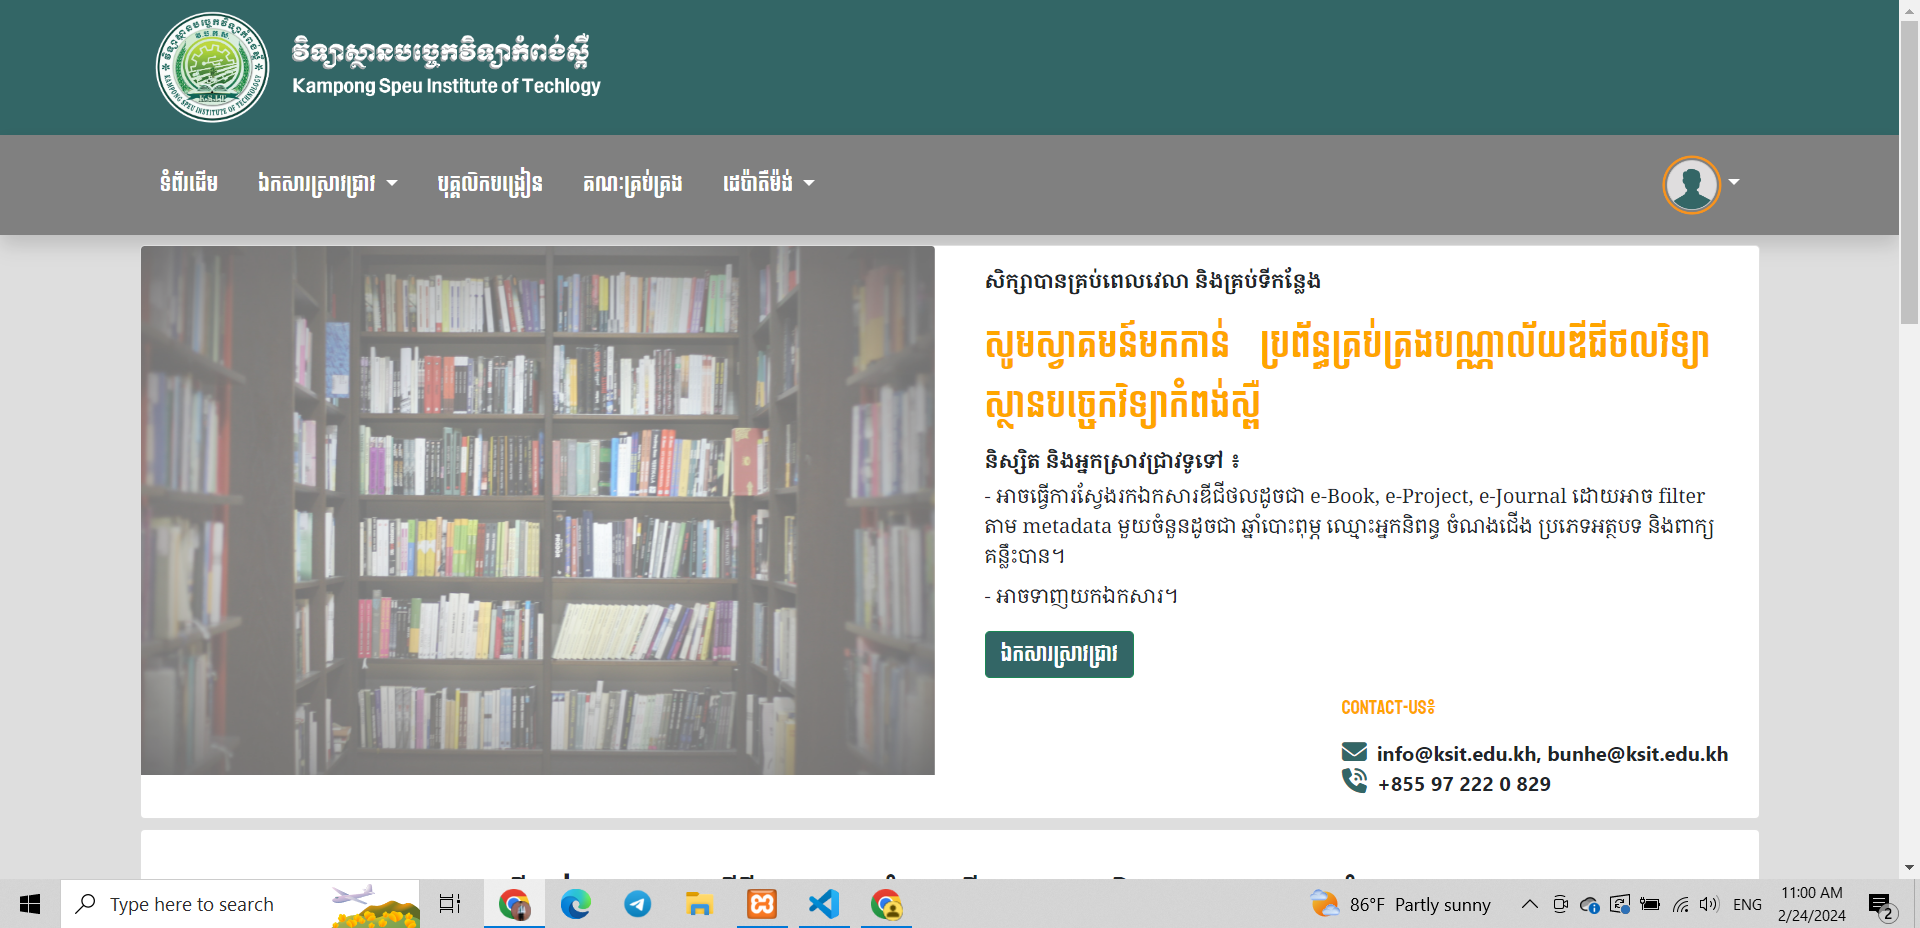 វិទ្យាស្ថានបច្ចេកវិទ្យាកំពង់ស្ពឺ
Kampong Speu Institute of Techlogy
ទំព័រដើម
ឯកសារស្រាវជ្រាវ
បុគ្គលិកបង្រៀន
គណៈគ្រប់គ្រង
ដេប៉ាតឺម៉ង់
សិក្សាបានគ្រប់ពេលវេលា និងគ្រប់ទីកន្លែង
សូមស្វាគមន៍មកកាន់ ប្រព័ន្ធគ្រប់គ្រងបណ្ណាល័យឌីជីថលវិទ្យា
ស្ថានបច្ចេកវិទ្យាកំពង់ស្ពឺ
និស្សិត និងអ្នកស្រាវជ្រាវទូទៅ ៖
- អាចធ្វើការស្វែងរកឯកសារឌីជីថលដូចជា e-Book, e-Project, e-Journal ដោយអាច filter
តាម metadata មួយចំនួនដូចជា ឆ្នាំបោះពុម្ភ ឈ្មោះអ្នកនិពន្ធ ចំណងជើង ប្រភេទអត្ថបទ និងពាក្យ
គន្លឹះបាន។
- អាចទាញយកឯកសារ។
ឯកសារស្រាវជ្រាវ
CONTACT-US៖
info@ksit.edu.kh, bunhe@ksit.edu.kh
+855 97 222 0 829
Type here to search
86°F Partly sunny
ENG
11:00 AM
2/24/2024
2